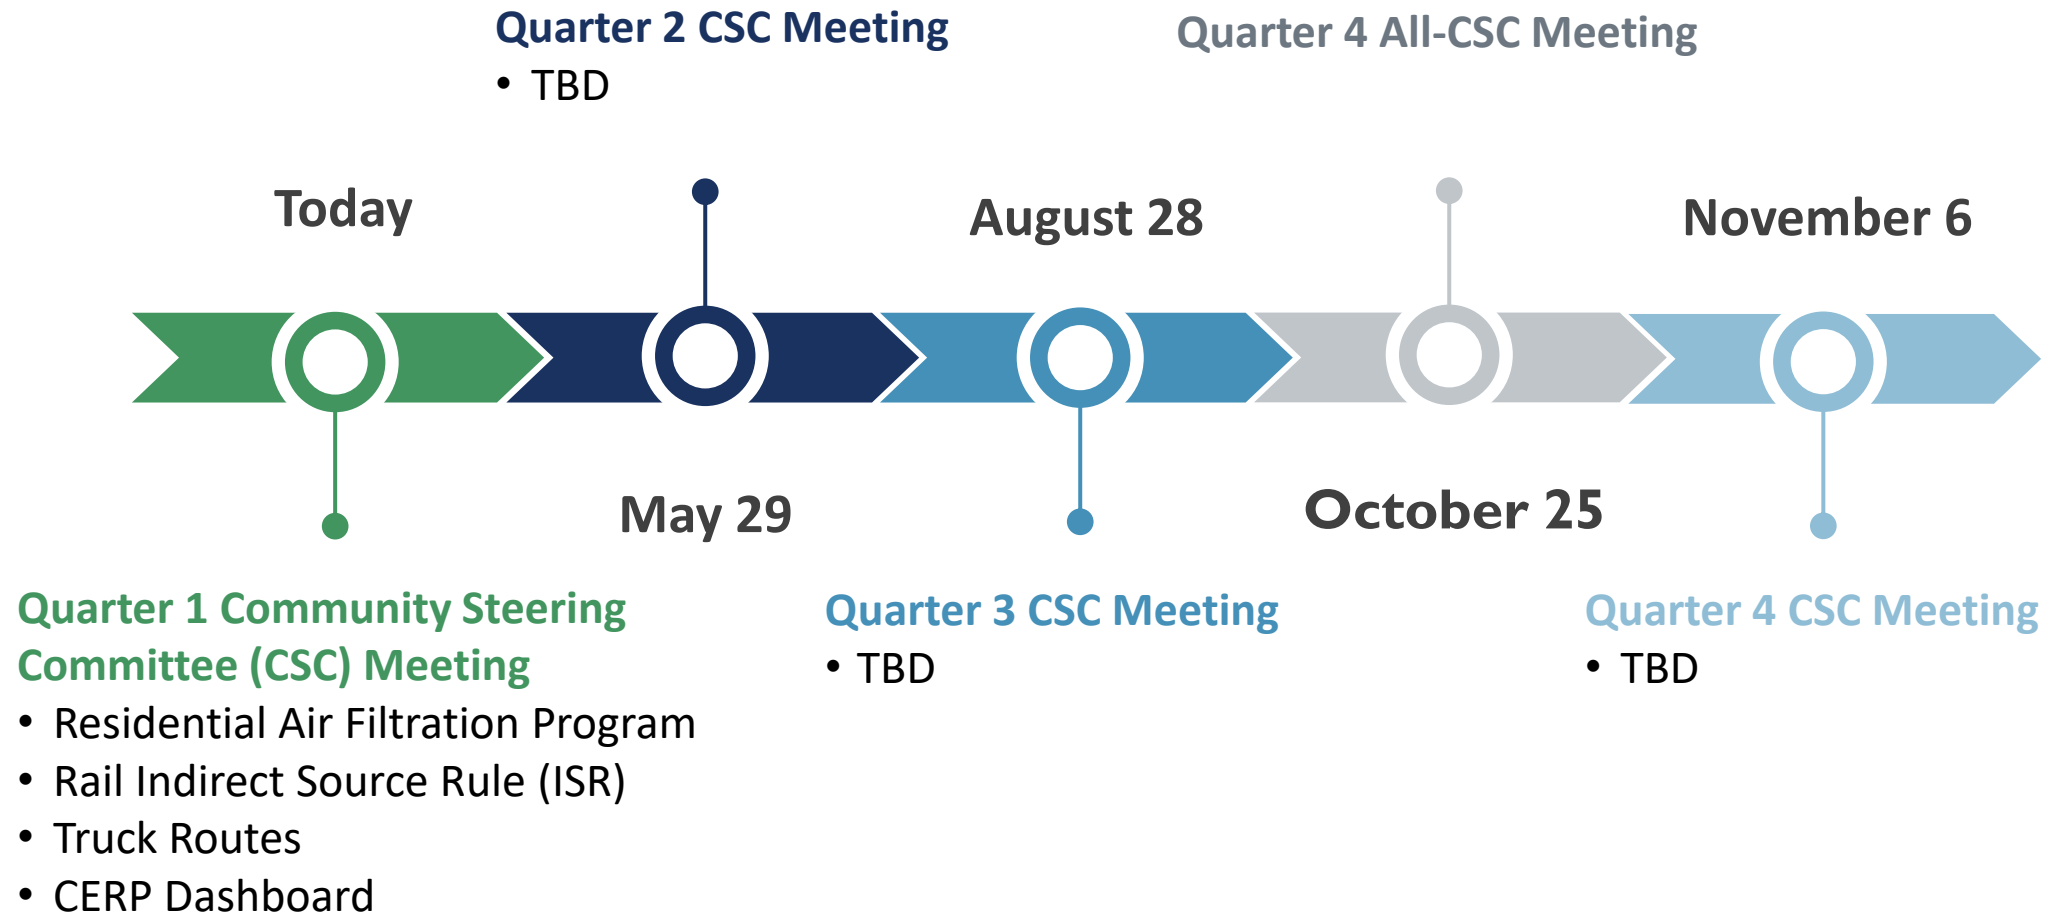 Quarter 2 CSC Meeting
• TBD
Quarter 4 All-CSC Meeting
Today
August 28
November 6
May 29
October 25
Quarter 1 Community Steering
Committee (CSC) Meeting
• Residential Air Filtration Program
• Rail Indirect Source Rule (ISR)
• Truck Routes
• CERP Dashboard
Quarter 3 CSC Meeting
• TBD
Quarter 4 CSC Meeting
• TBD